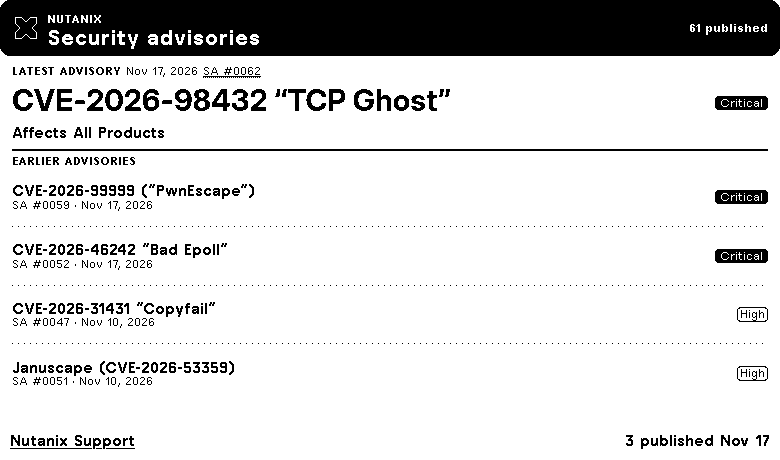 NUTANIX
Security advisories
61 published
LATEST ADVISORY Nov 17, 2026 SA #0062
CVE-2026-98432 “TCP Ghost”
Critical
Affects All Products
EARLIER ADVISORIES
CVE-2026-99999 (“PwnEscape”)
Critical
SA #0059 · Nov 17, 2026
CVE-2026-46242 “Bad Epoll”
Critical
SA #0052 · Nov 17, 2026
CVE-2026-31431 “Copyfail”
High
SA #0047 · Nov 10, 2026
Januscape (CVE-2026-53359)
High
SA #0051 · Nov 10, 2026
Nutanix Support
3 published Nov 17